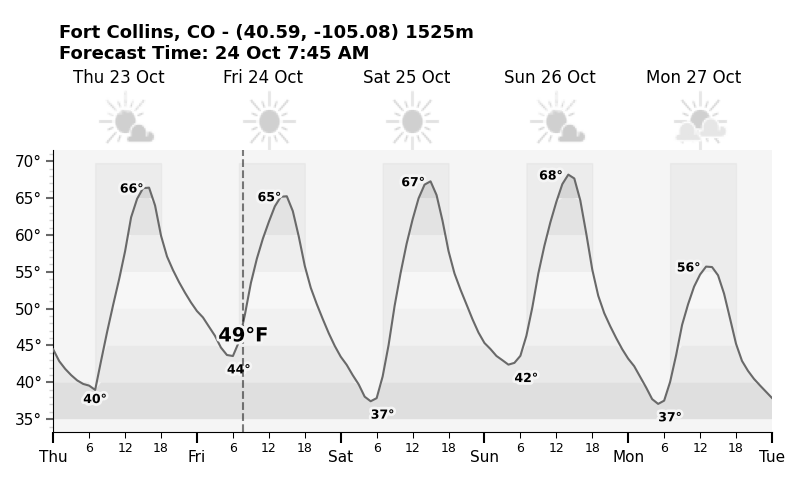 Fort Collins, CO - (40.59, -105.08) 1525m
Forecast Time: 24 Oct 7:45 AM
Thu 23 Oct Fri 24 Oct Sat 25 Oct Sun 26 Oct Mon 27 Oct
70°
65°
60°
55°
50°
45°
40°
35°
66° 65° 67° 68° 56°
49°F
40° 44° 37° 42° 37°
6 12 18 6 12 18 6 12 18 6 12 18 6 12 18
Thu Fri Sat Sun Mon Tue